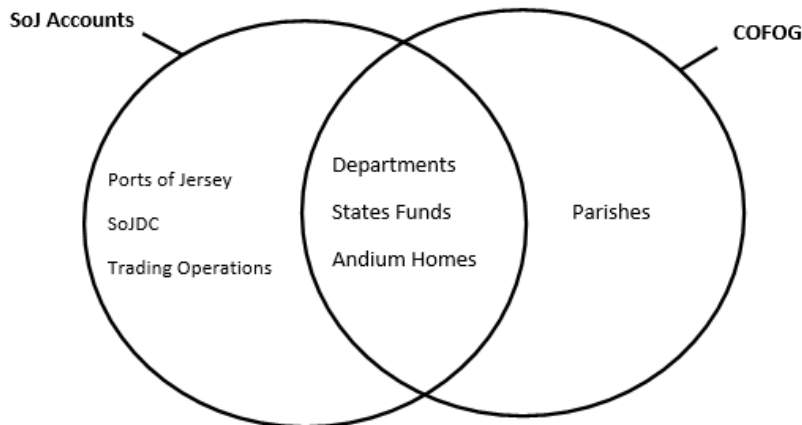 SoJ Accounts
COFOG
Ports of Jersey
SoJDC
Trading Operations
Departments
States Funds
Andium Homes
Parishes